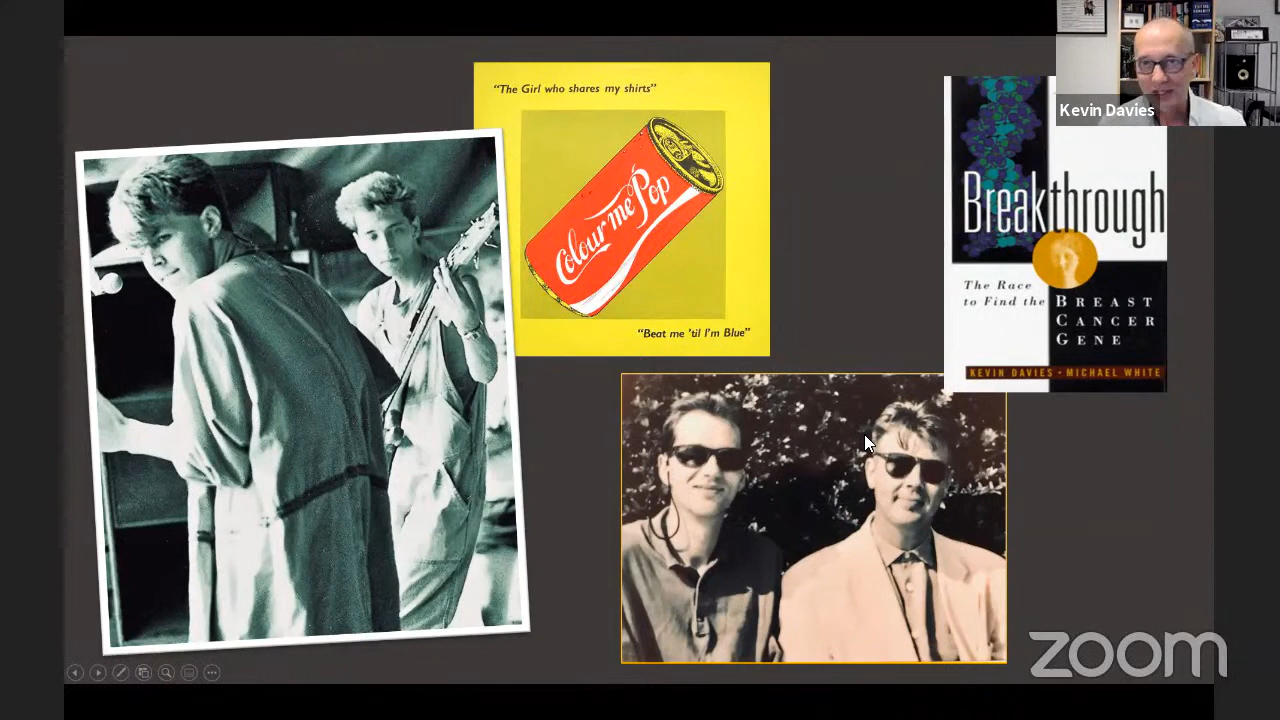 “The Girl who shares my shirts”
Colour me Pop
“Beat me ’til I’m Blue”
Breakthrough
The Race
to Find the
BREAST
CANCER
GENE
KEVIN DAVIES • MICHAEL WHITE
Kevin Davies
zoom